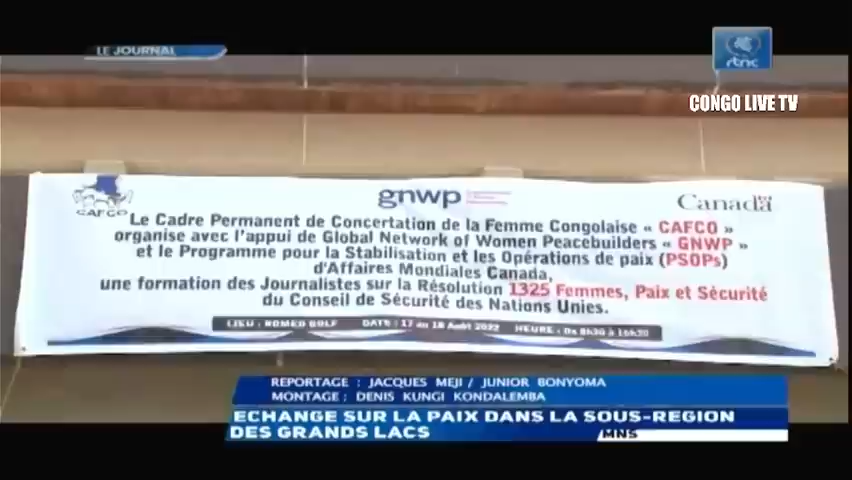 LE JOURNAL
rtnc
CONGO LIVE TV
CAFCO
gnwp
Canada
Le Cadre Permanent de Concertation de la Femme Congolaise « CAFCO »
organise avec l'appui de Global Network of Women Peacebuilders « GNWP »
et le Programme pour la Stabilisation et les Opérations de paix (PSOPs)
d'Affaires Mondiales Canada,
une formation des Journalistes sur la Résolution 1325 Femmes, Paix et Sécurité
du Conseil de Sécurité des Nations Unies.
LIEU : ROMEO GOLF DATE : 17 au 18 Août 2022 HEURE : De 8h30 à 16h30
REPORTAGE : JACQUES MEJI / JUNIOR BONYOMA
MONTAGE : DENIS KUNGI KONDALEMBA
ECHANGE SUR LA PAIX DANS LA SOUS-REGION
DES GRANDS LACS
MNS